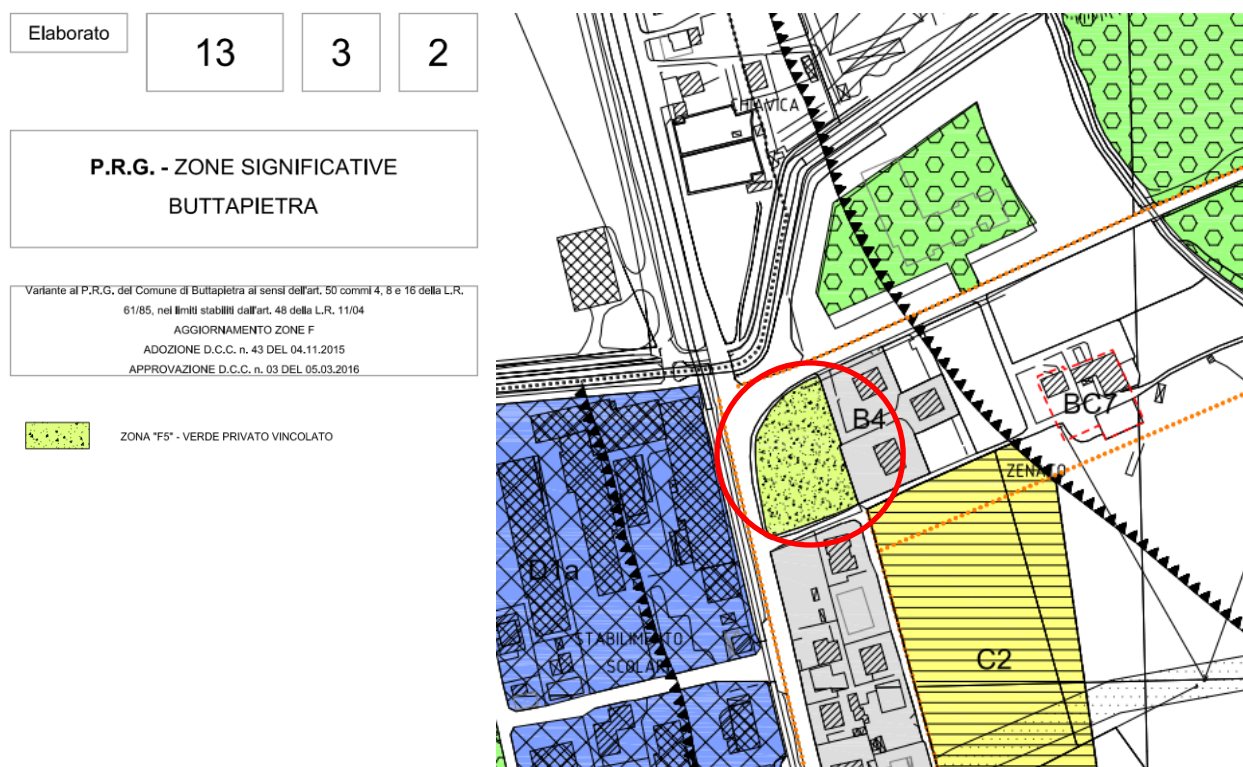 Elaborato
13
3
2
P.R.G. - ZONE SIGNIFICATIVE
BUTTAPIETRA
Variante al P.R.G. del Comune di Buttapietra ai sensi dell'art. 50 commi 4, 8 e 16 della L.R.
61/85, nei limiti stabiliti dall'art. 48 della L.R. 11/04
AGGIORNAMENTO ZONE F
ADOZIONE D.C.C. n. 43 DEL 04.11.2015
APPROVAZIONE D.C.C. n. 03 DEL 05.03.2016
ZONA "F5" - VERDE PRIVATO VINCOLATO
CHIAVICA
B4
BC7
ZENATO
D1a
STABILIMENTO
SCOLARI
C2